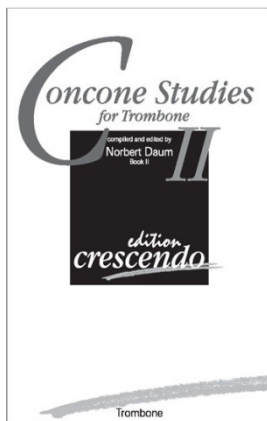 Concone Studies
for Trombone
II
compiled and edited by
Norbert Daum
Book II
edition
crescendo
Trombone